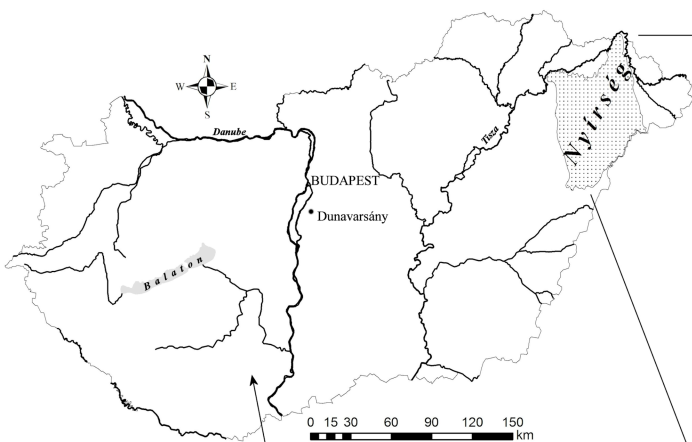 N
W E
S
Danube
Tisza
Nyírség
BUDAPEST
Dunavarsány
Balaton
0 15 30 60 90 120 150
km